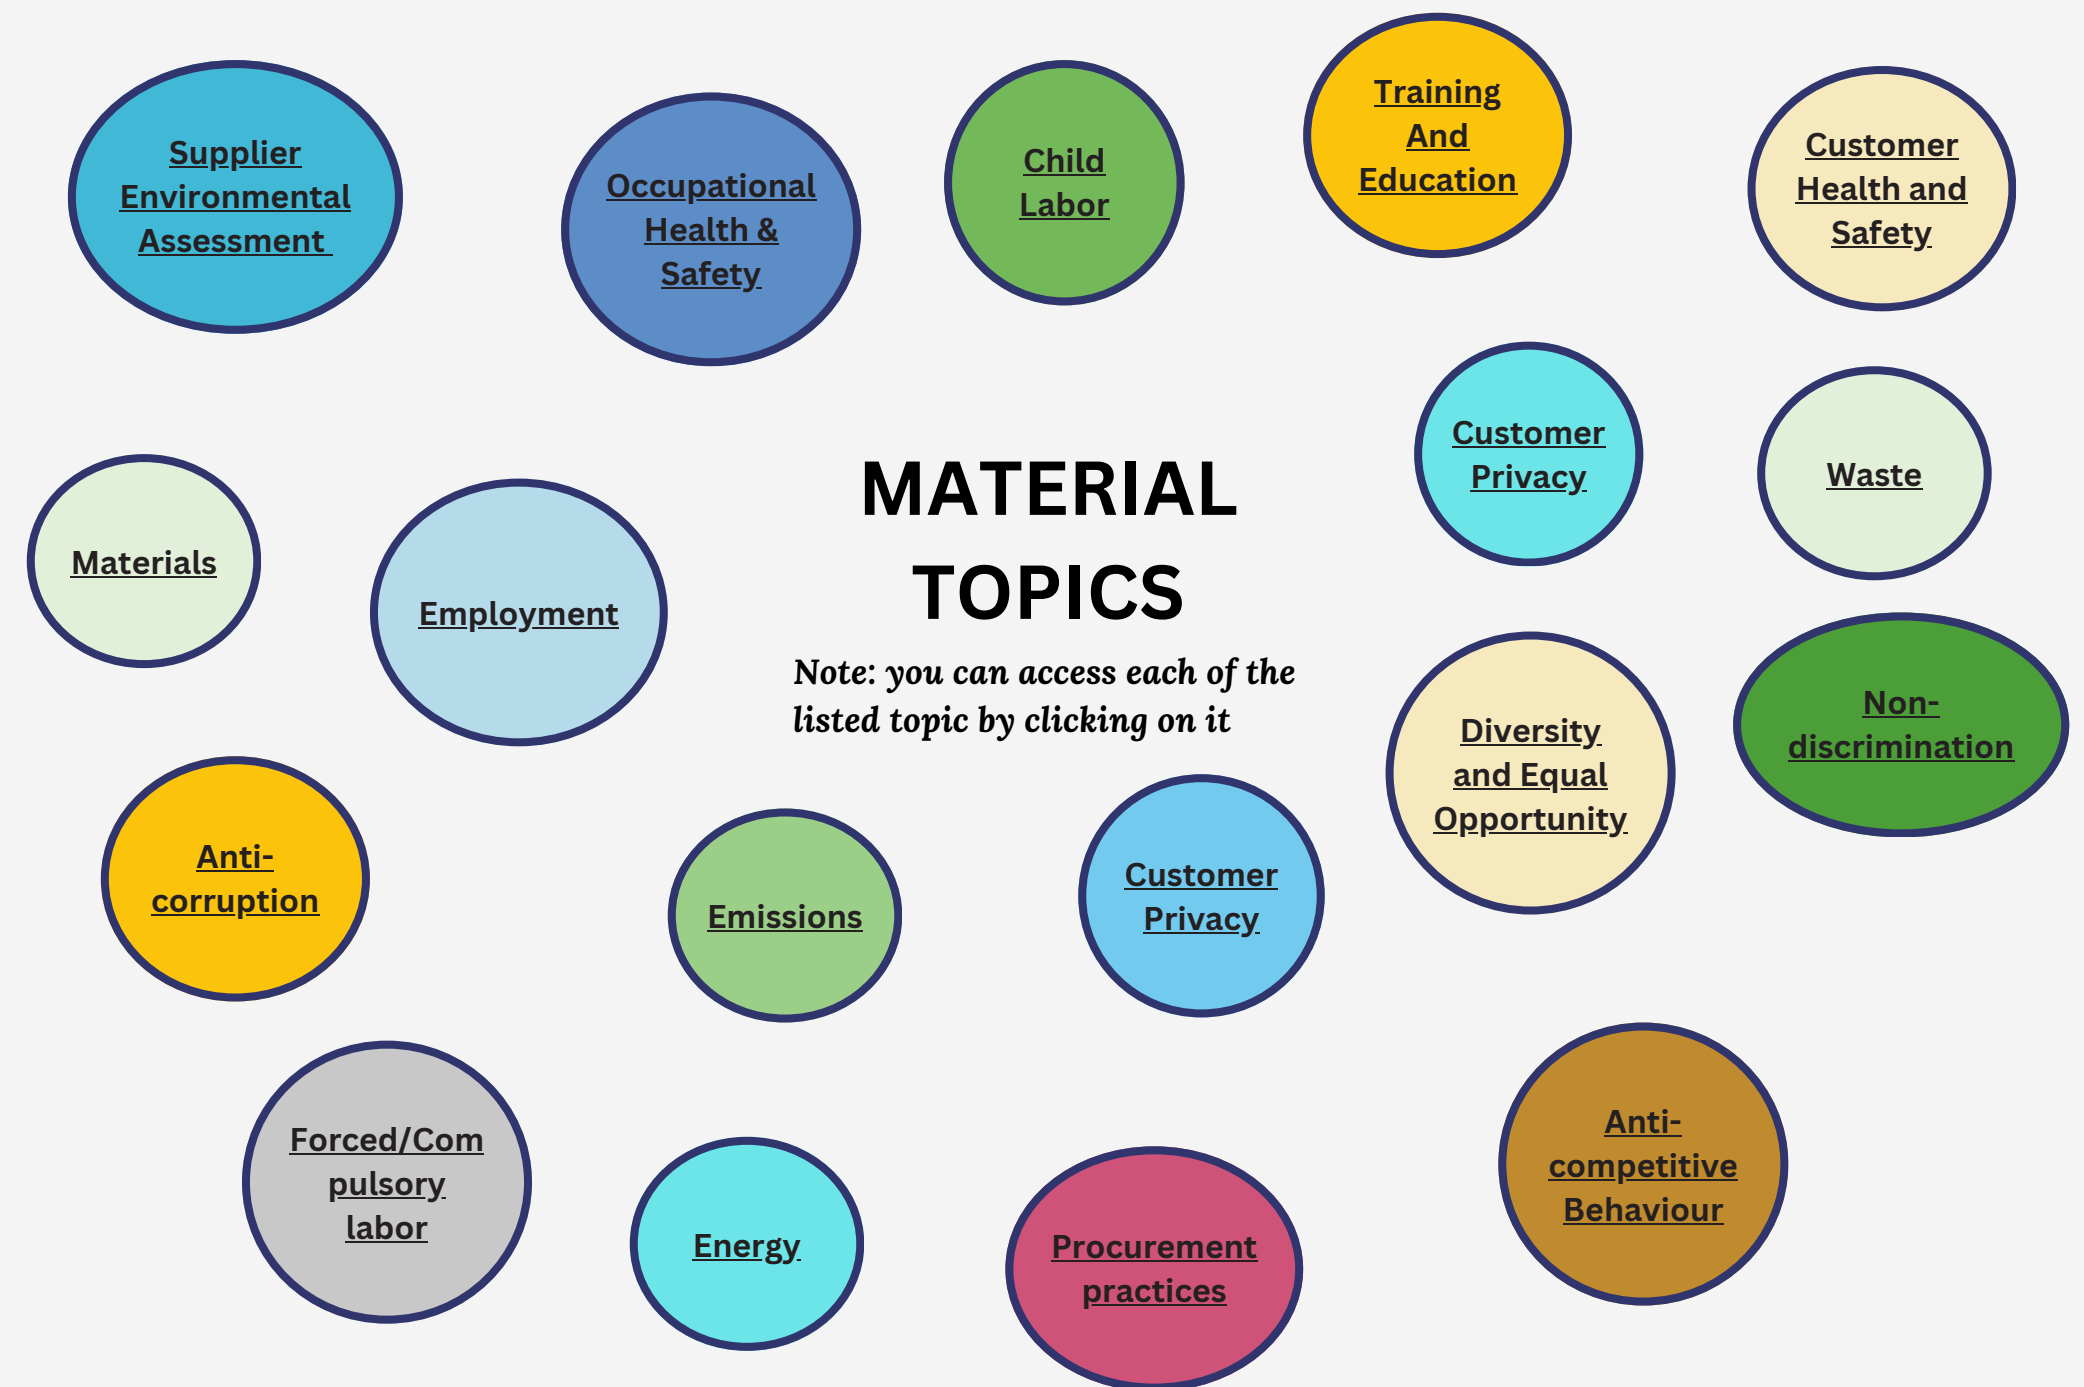 Supplier
Environmental
Assessment
Occupational
Health &
Safety
Child
Labor
Training
And
Education
Customer
Health and
Safety
Customer
Privacy
Waste
Materials
Employment
MATERIAL
TOPICS
Note: you can access each of the
listed topic by clicking on it
Diversity
and Equal
Opportunity
Non-
discrimination
Anti-
corruption
Emissions
Customer
Privacy
Forced/Com
pulsory
labor
Energy
Procurement
practices
Anti-
competitive
Behaviour